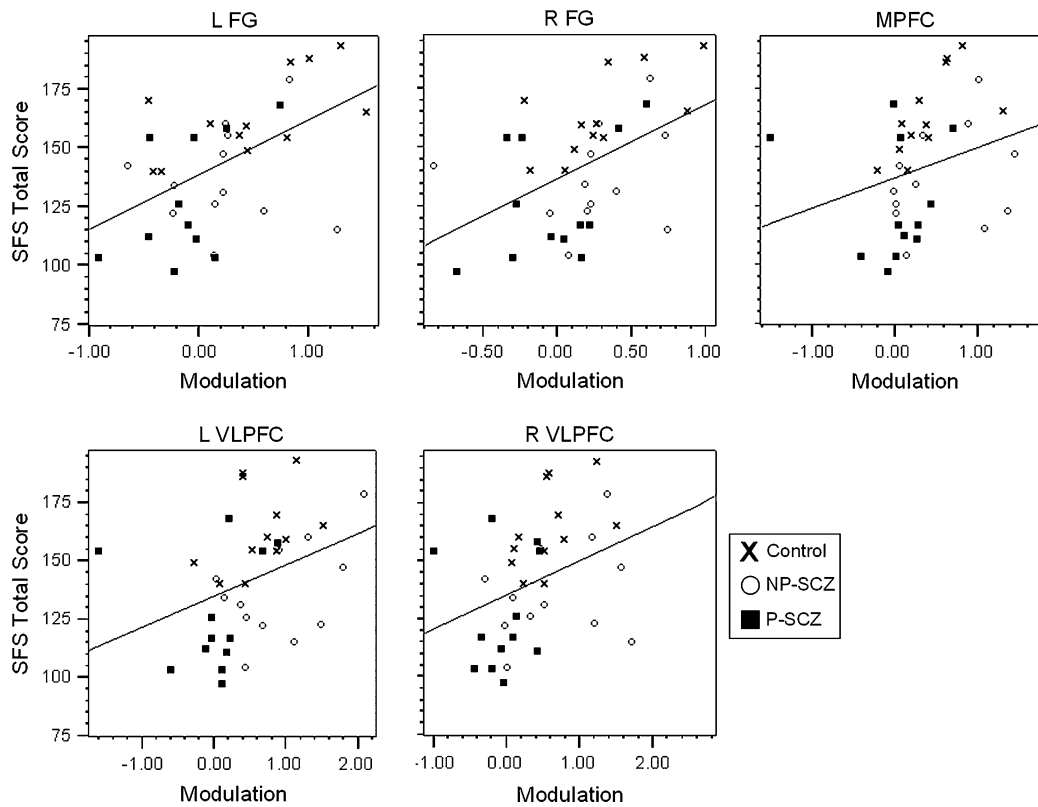 L FG
R FG
MPFC
SFS Total Score
175
150
125
100
75
-1.00
0.00
1.00
-0.50
0.00
0.50
1.00
-1.00
0.00
1.00
Modulation
Modulation
Modulation
L VLPFC
R VLPFC
SFS Total Score
175
150
125
100
75
-1.00
0.00
1.00
2.00
-1.00
0.00
1.00
2.00
Modulation
Modulation
Control
NP-SCZ
P-SCZ